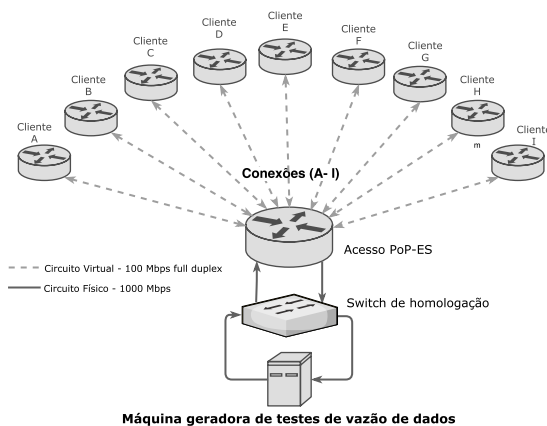 Cliente
E
Cliente
D
Cliente
F
Cliente
C
Cliente
G
Cliente
B
Cliente
H
Cliente
A
m
Cliente
I
Conexões (A- I)
Acesso PoP-ES
Circuito Virtual - 100 Mbps full duplex
Circuito Físico - 1000 Mbps
Switch de homologação
Máquina geradora de testes de vazão de dados